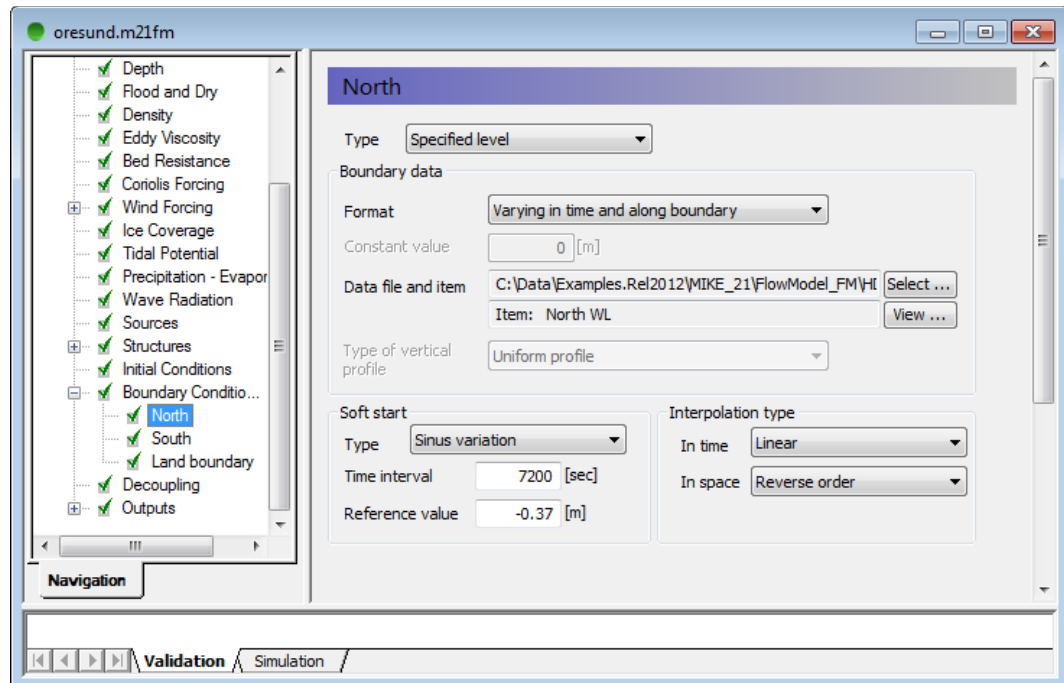 oresund.m21fm
Depth
Flood and Dry
Density
Eddy Viscosity
Bed Resistance
Coriolis Forcing
Wind Forcing
Ice Coverage
Tidal Potential
Precipitation - Evapor
Wave Radiation
Sources
Structures
Initial Conditions
Boundary Conditio...
North
South
Land boundary
Decoupling
Outputs
Navigation
North
Type Specified level
Boundary data
Format Varying in time and along boundary
Constant value 0 [m]
Data file and item C:\Data\Examples.Rel2012\MIKE_21\FlowModel_FM\HI Select ...
Item: North WL View ...
Type of vertical
profile
Uniform profile
Soft start
Type Sinus variation
Time interval 7200 [sec]
Reference value -0.37 [m]
Interpolation type
In time Linear
In space Reverse order
Validation Simulation